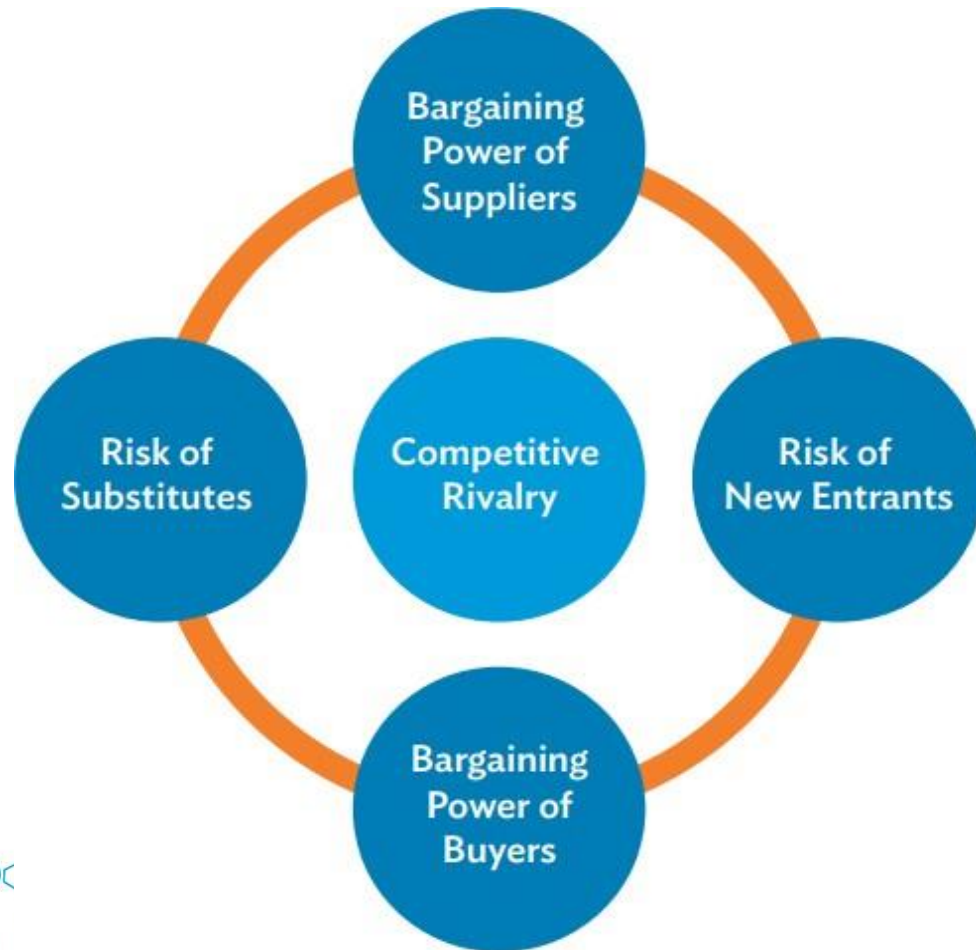 Bargaining
Power of
Suppliers
Risk of
Substitutes
Competitive
Rivalry
Risk of
New Entrants
Bargaining
Power of
Buyers